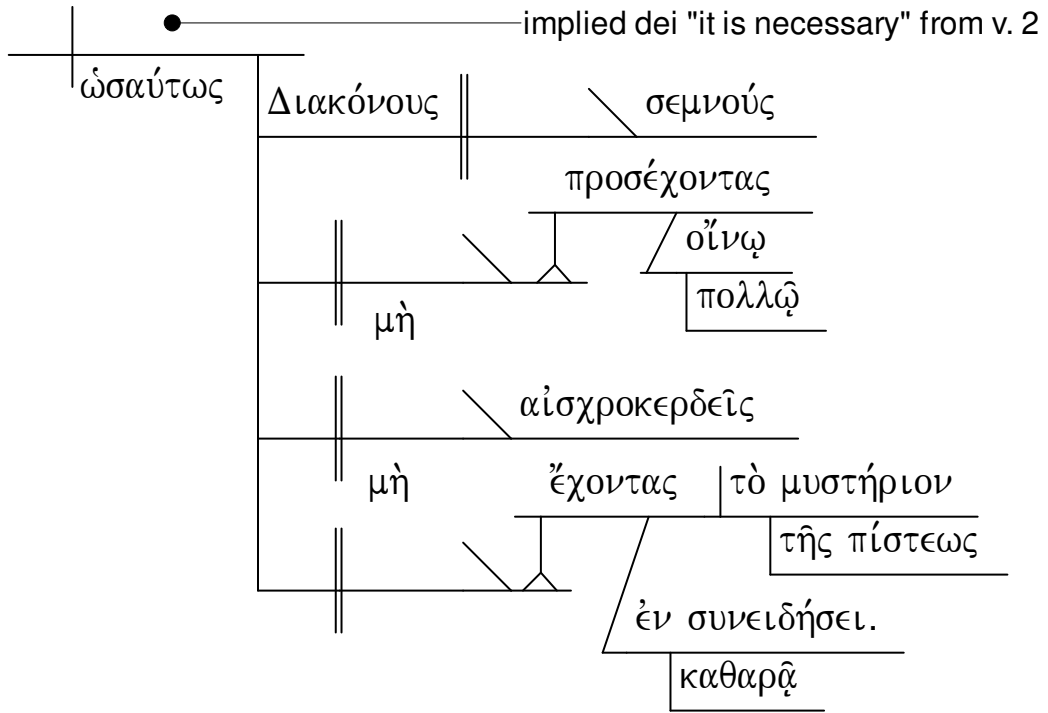 implied dei "it is necessary" from v. 2
ὡσαύτως
Διακόνους σεμνούς
προσέχοντας
οἴνῳ
πολλῷ
μὴ
αἰσχροκερδεῖς
μὴ
ἔχοντας τὸ μυστήριον
τῆς πίστεως
ἐν συνειδήσει.
καθαρᾷ